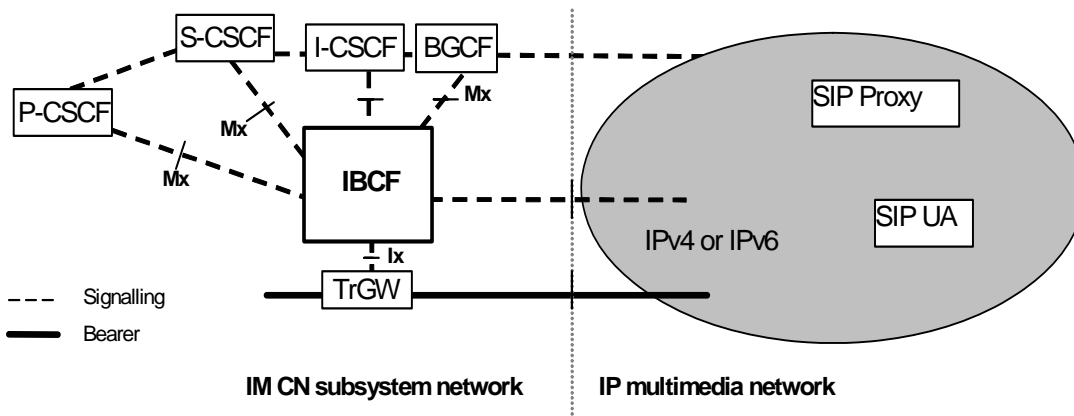 S-CSCF
I-CSCF
BGCF
P-CSCF
Mx
Mx
Mx
IBCF
SIP Proxy
SIP UA
IPv4 or IPv6
Ix
TrGW
Signalling
Bearer
IM CN subsystem network
IP multimedia network